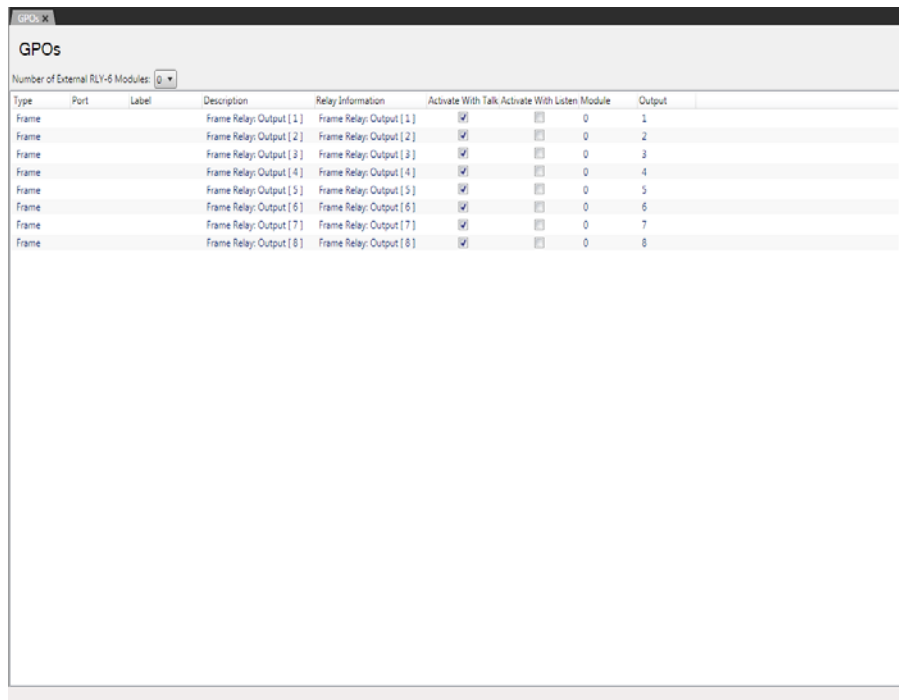 GPOs X
GPOs
Number of External RLY-6 Modules: 0
Type Port Label Description Relay Information Activate With Talk Activate With Listen Module Output
Frame Frame Relay: Output [ 1 ] Frame Relay: Output [ 1 ] 0 1
Frame Frame Relay: Output [ 2 ] Frame Relay: Output [ 2 ] 0 2
Frame Frame Relay: Output [ 3 ] Frame Relay: Output [ 3 ] 0 3
Frame Frame Relay: Output [ 4 ] Frame Relay: Output [ 4 ] 0 4
Frame Frame Relay: Output [ 5 ] Frame Relay: Output [ 5 ] 0 5
Frame Frame Relay: Output [ 6 ] Frame Relay: Output [ 6 ] 0 6
Frame Frame Relay: Output [ 7 ] Frame Relay: Output [ 7 ] 0 7
Frame Frame Relay: Output [ 8 ] Frame Relay: Output [ 8 ] 0 8